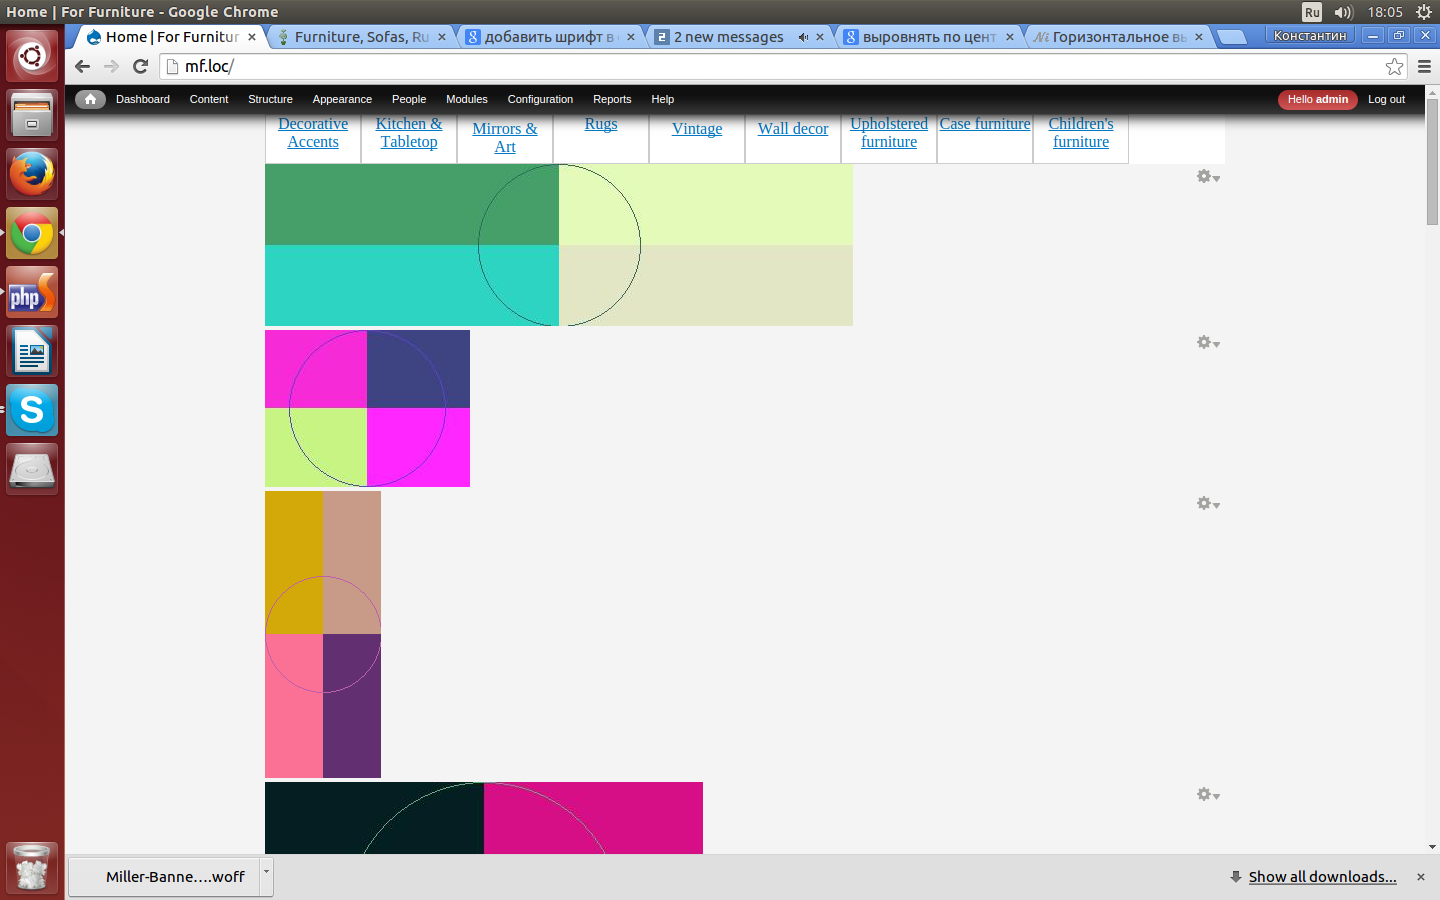 Home | For Furniture - Google Chrome
Ru
18:05
Home | For Furnitur
Furniture, Sofas, Ru
добавить шрифт в
2 new messages
выровнять по цент
Горизонтальное вы
Константин
mf.loc/
Dashboard
Content
Structure
Appearance
People
Modules
Configuration
Reports
Help
Hello admin
Log out
Decorative
Accents
Kitchen &
Tabletop
Mirrors &
Art
Rugs
Vintage
Wall decor
Upholstered
furniture
Case furniture
Children's
furniture
php
S
Miller-Banne....woff
Show all downloads...